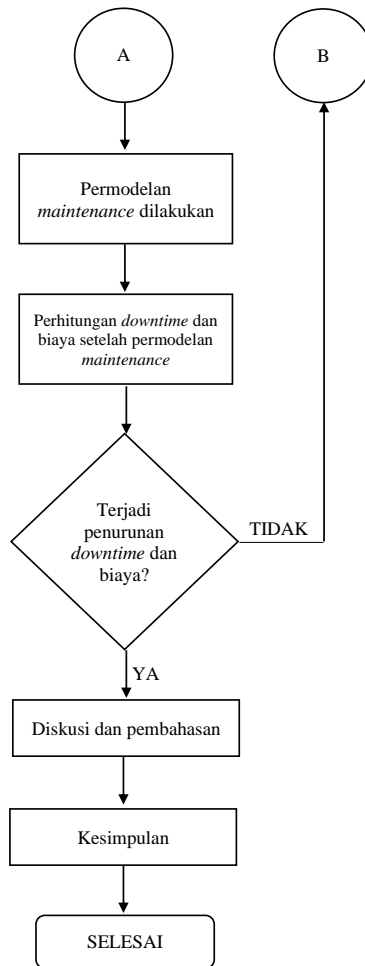 A
B
Permodelan
maintenance dilakukan
Perhitungan downtime dan
biaya setelah permodelan
maintenance
Terjadi
penurunan
downtime dan
biaya?
TIDAK
YA
Diskusi dan pembahasan
Kesimpulan
SELESAI